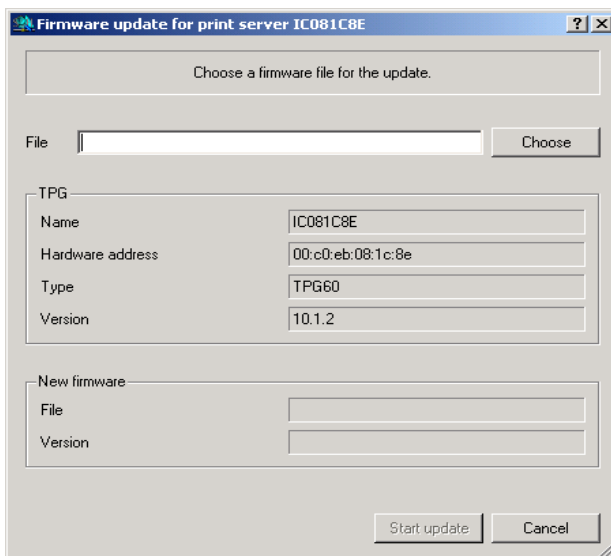 Firmware update for print server IC081C8E
Choose a firmware file for the update.
File Choose
TPG
Name IC081C8E
Hardware address 00:c0:eb:08:1c:8e
Type TPG60
Version 10.1.2
New firmware
File
Version
Start update Cancel